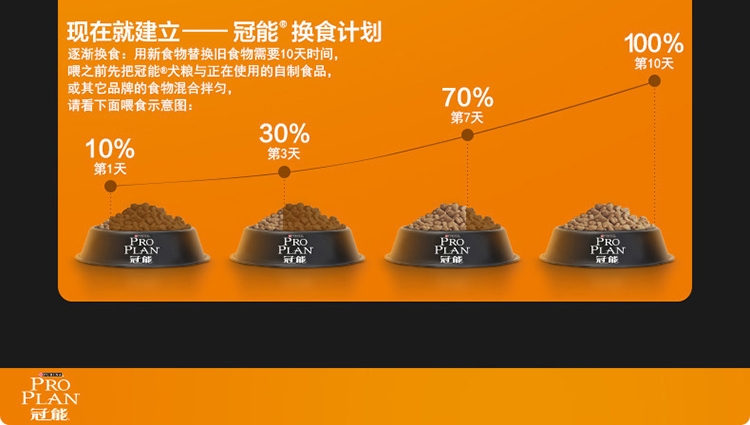 现在就建立——冠能®换食计划
逐渐换食：用新食物替换旧食物需要10天时间，
喂之前先把冠能®犬粮与正在使用的自制食品，
或其它品牌的食物混合拌匀，
请看下面喂食示意图：
10%
第1天
30%
第3天
70%
第7天
100%
第10天
PURINA
PRO
PLAN
冠能
PURINA
PRO
PLAN
冠能
PURINA
PRO
PLAN
冠能
PURINA
PRO
PLAN
冠能
PURINA
PRO
PLAN
冠能